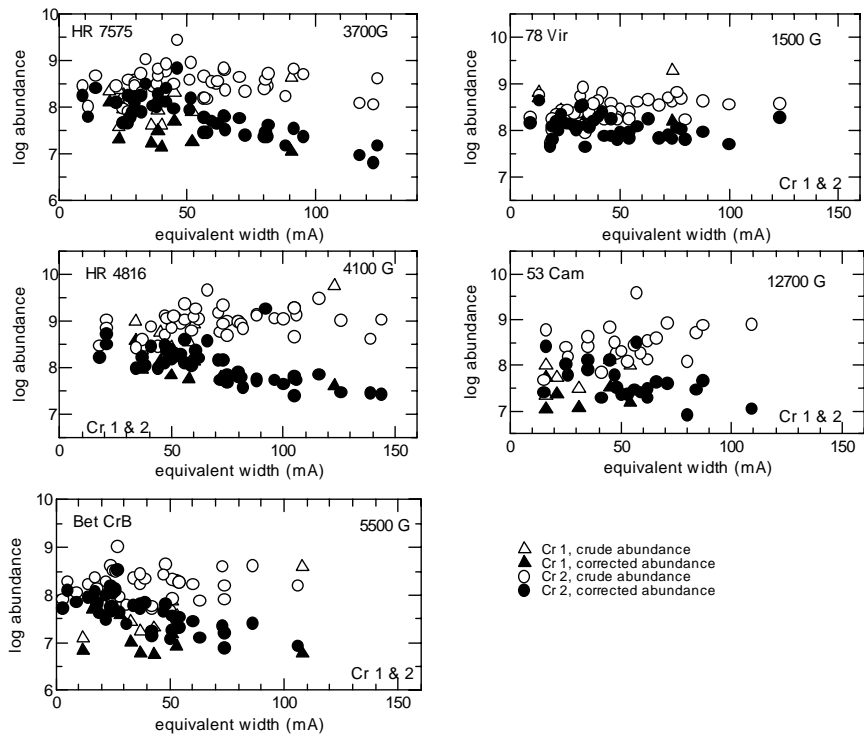 HR 7575 3700G
10
9
8
7
6
0 50 100
log abundance
equivalent width (mA)
78 Vir 1500 G
10
9
8
7
0 50 100 150
log abundance
Cr 1 & 2
equivalent width (mA)
HR 4816 4100 G
10
9
8
7
0 50 100 150
log abundance
Cr 1 & 2
equivalent width (mA)
53 Cam 12700 G
10
9
8
7
0 50 100 150
log abundance
Cr 1 & 2
equivalent width (mA)
Bet CrB 5500 G
10
9
8
7
6
0 50 100 150
log abundance
Cr 1 & 2
equivalent width (mA)
Cr 1, crude abundance
Cr 1, corrected abundance
Cr 2, crude abundance
Cr 2, corrected abundance